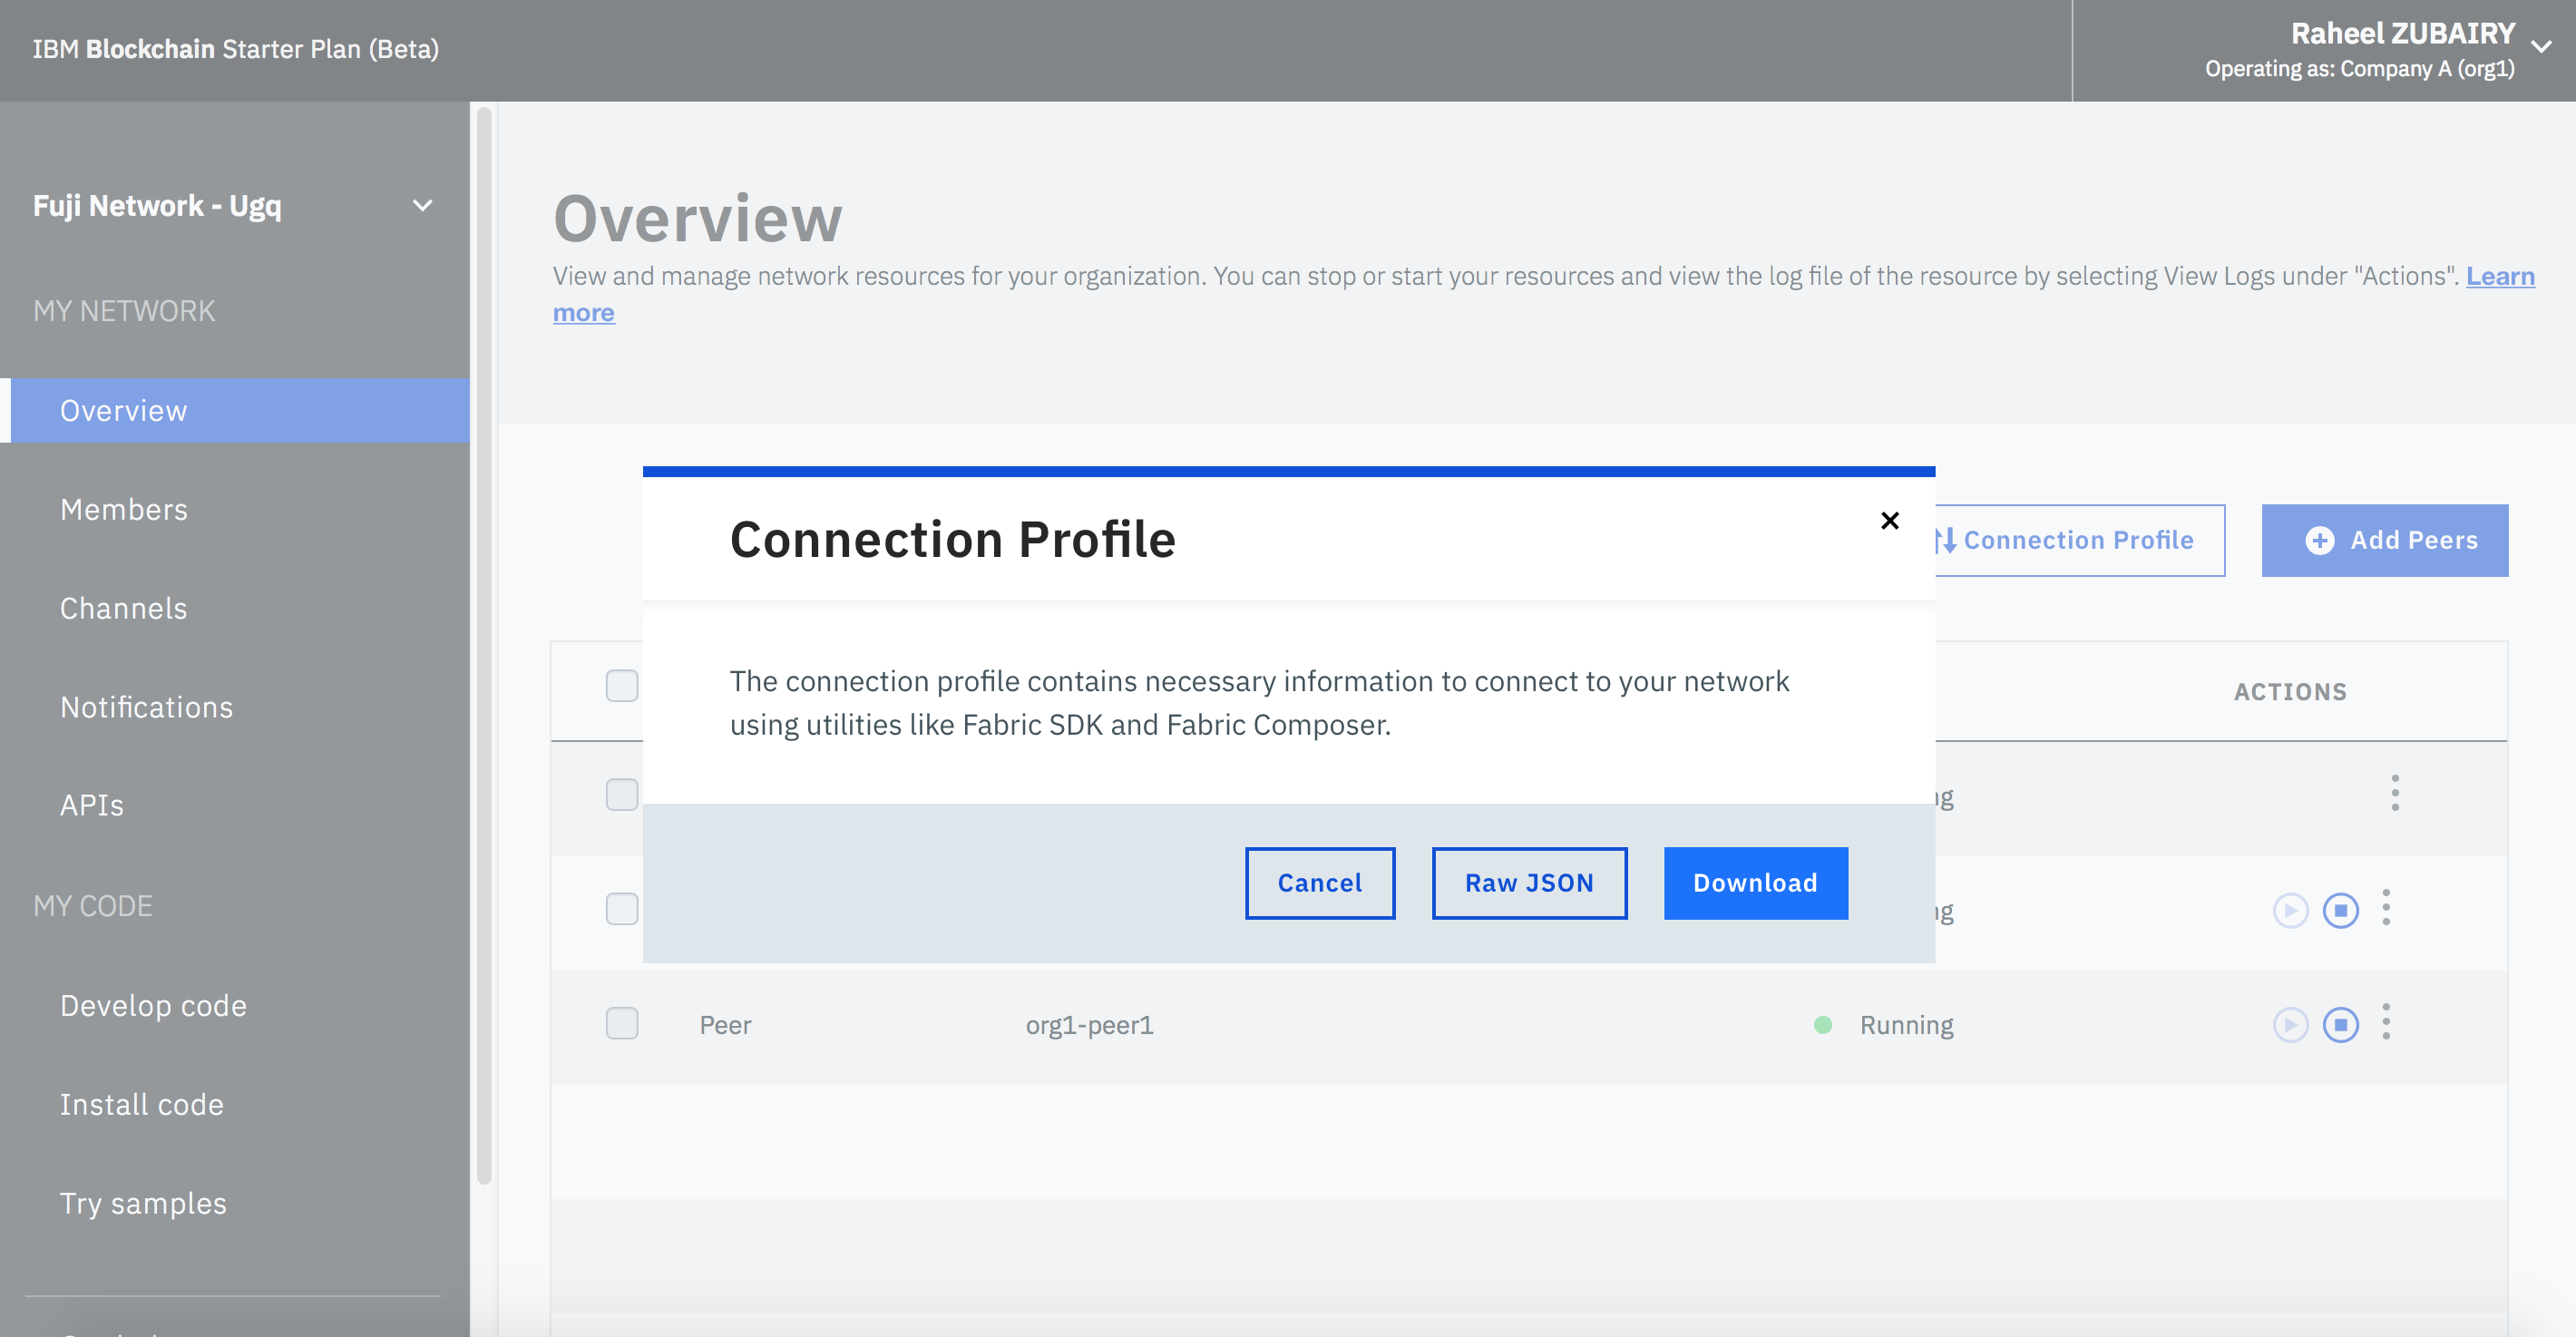 IBM Blockchain Starter Plan (Beta)
Raheel ZUBAIRY
Operating as: Company A (org1)
Fuji Network - Ugq
MY NETWORK
Overview
Members
Channels
Notifications
APIs
MY CODE
Develop code
Install code
Try samples
Overview
View and manage network resources for your organization. You can stop or start your resources and view the log file of the resource by selecting View Logs under "Actions". Learn
more
Connection Profile
Add Peers
Connection Profile
The connection profile contains necessary information to connect to your network
using utilities like Fabric SDK and Fabric Composer.
Cancel
Raw JSON
Download
ACTIONS
Peer
org1-peer1
Running